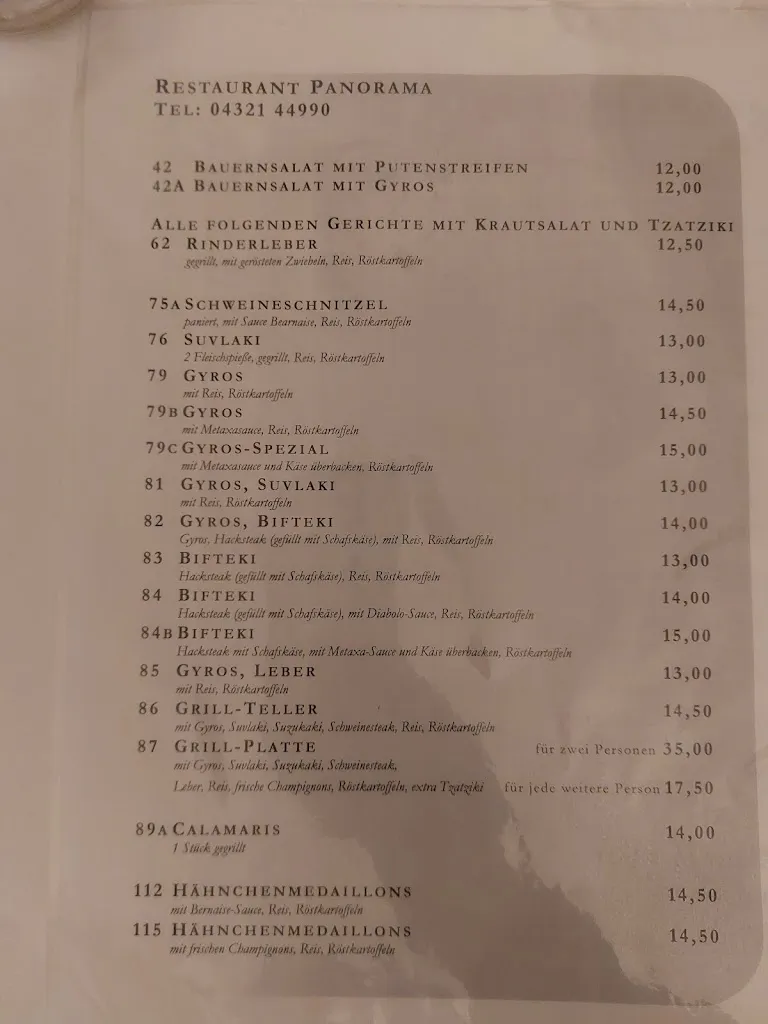 RESTAURANT PANORAMA
TEL: 04321 44990
42 BAUERNSALAT MIT PUTENSTREIFEN 12,00
42A BAUERNSALAT MIT GYROS 12,00
ALLE FOLGENDEN GERICHTE MIT KRAUTSALAT UND TZATZIKI
62 RINDERLEBER 12,50
gegrillt, mit gerösteten Zwiebeln, Reis, Röstkartoffeln
75A SCHWEINESCHNITZEL 14,50
paniert, mit Sauce Bearnaise, Reis, Röstkartoffeln
76 SUVLAKI 13,00
2 Fleischspieße, gegrillt, Reis, Röstkartoffeln
79 GYROS 13,00
mit Reis, Röstkartoffeln
79B GYROS 14,50
mit Metaxasauce, Reis, Röstkartoffeln
79C GYROS-SPEZIAL 15,00
mit Metaxasauce und Käse überbacken, Röstkartoffeln
81 GYROS, SUVLAKI 13,00
mit Reis, Röstkartoffeln
82 GYROS, BIFTEKI 14,00
Gyros, Hacksteak (gefüllt mit Schafskäse), mit Reis, Röstkartoffeln
83 BIFTEKI 13,00
Hacksteak (gefüllt mit Schafskäse), Reis, Röstkartoffeln
84 BIFTEKI 14,00
Hacksteak (gefüllt mit Schafskäse), mit Diabolo-Sauce, Reis, Röstkartoffeln
84B BIFTEKI 15,00
Hacksteak mit Schafskäse, mit Metaxa-Sauce und Käse überbacken, Röstkartoffeln
85 GYROS, LEBER 13,00
mit Reis, Röstkartoffeln
86 GRILL-TELLER 14,50
mit Gyros, Suvlaki, Suzukaki, Schweinesteak, Reis, Röstkartoffeln
87 GRILL-PLATTE für zwei Personen 35,00
mit Gyros, Suvlaki, Suzukaki, Schweinesteak,
Leber, Reis, frische Champignons, Röstkartoffeln, extra Tzatziki für jede weitere Person 17,50
89A CALAMARIS 14,00
1 Stück gegrillt
112 HÄHNCHENMEDAILLONS 14,50
mit Bernaise-Sauce, Reis, Röstkartoffeln
115 HÄHNCHENMEDAILLONS 14,50
mit frischen Champignons, Reis, Röstkartoffeln